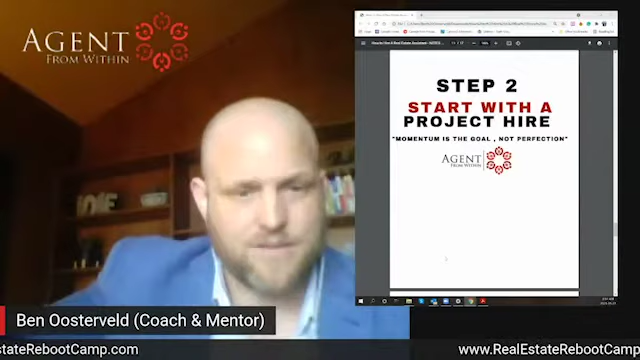 AGENT
FROM WITHIN
STEP 2
START WITH A
PROJECT HIRE
"MOMENTUM IS THE GOAL , NOT PERFECTION"
AGENT
FROM WITHIN
Ben Oosterveld (Coach & Mentor)
estateRebootCamp.com
www.RealEstateRebootCamp